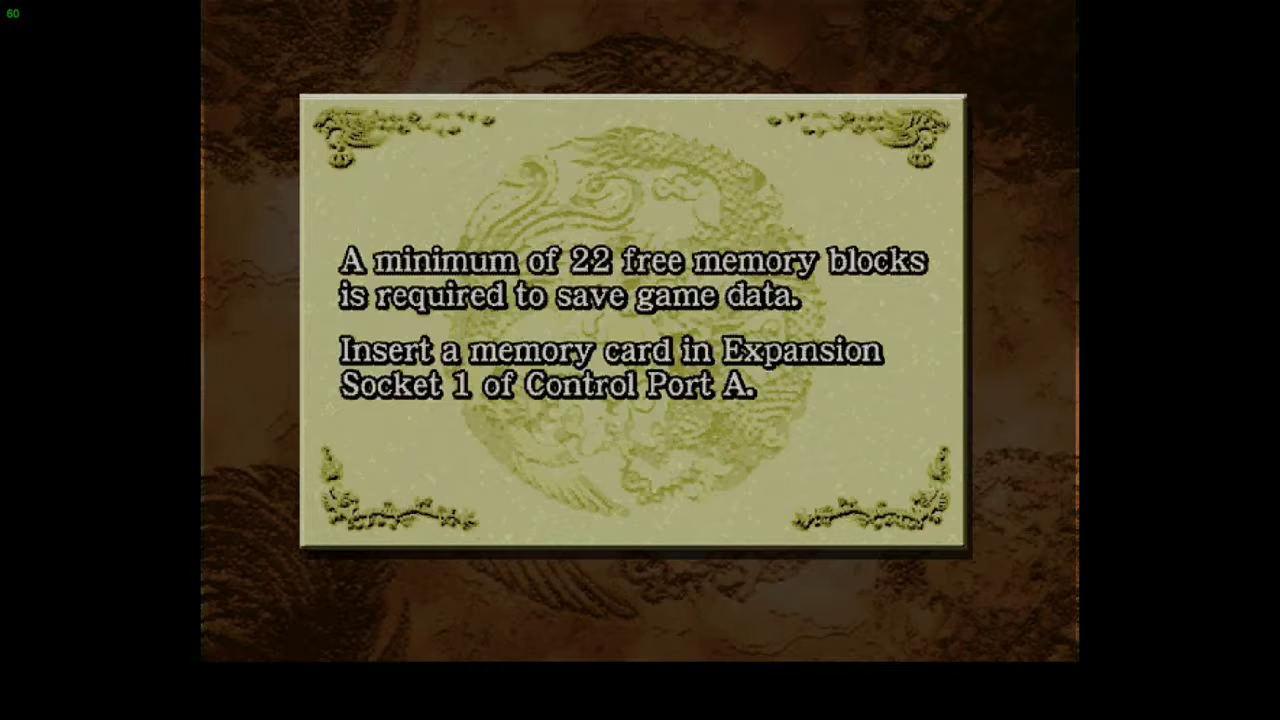 60
A minimum of 22 free memory blocks
is required to save game data.
Insert a memory card in Expansion
Socket 1 of Control Port A.